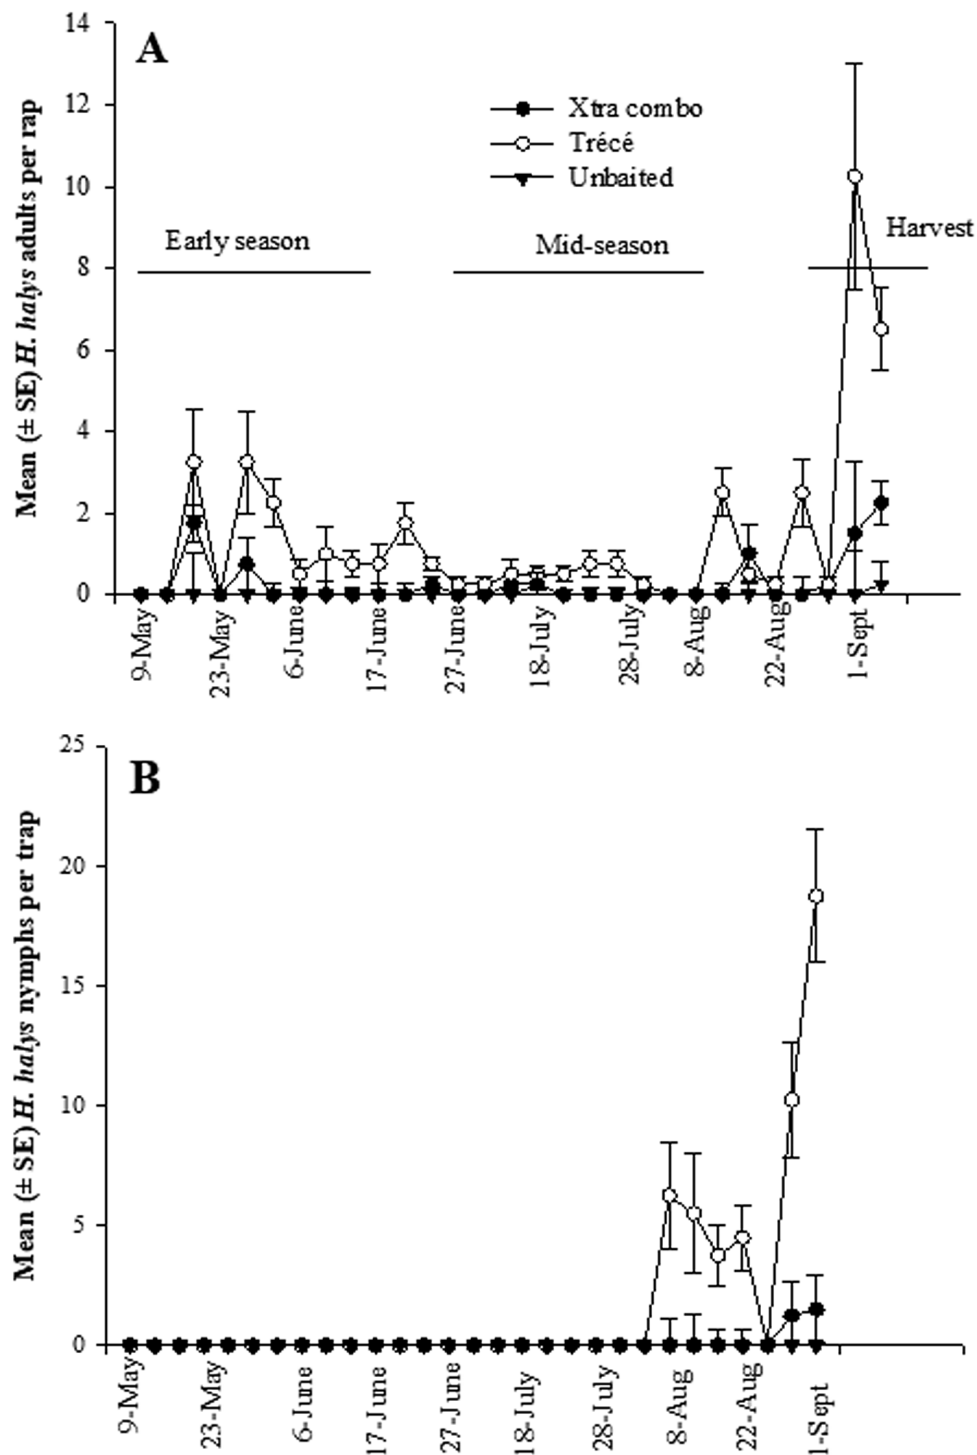 A
14
12
10
8
6
4
2
0
Mean (± SE) H. halys adults per rap
Xtra combo
Trécé
Unbaited
Early season
Mid-season
Harvest
9-May
23-May
6-June
17-June
27-June
18-July
28-July
8-Aug
22-Aug
1-Sept
B
25
20
15
10
5
0
Mean (± SE) H. halys nymphs per trap
9-May
23-May
6-June
17-June
27-June
18-July
28-July
8-Aug
22-Aug
1-Sept